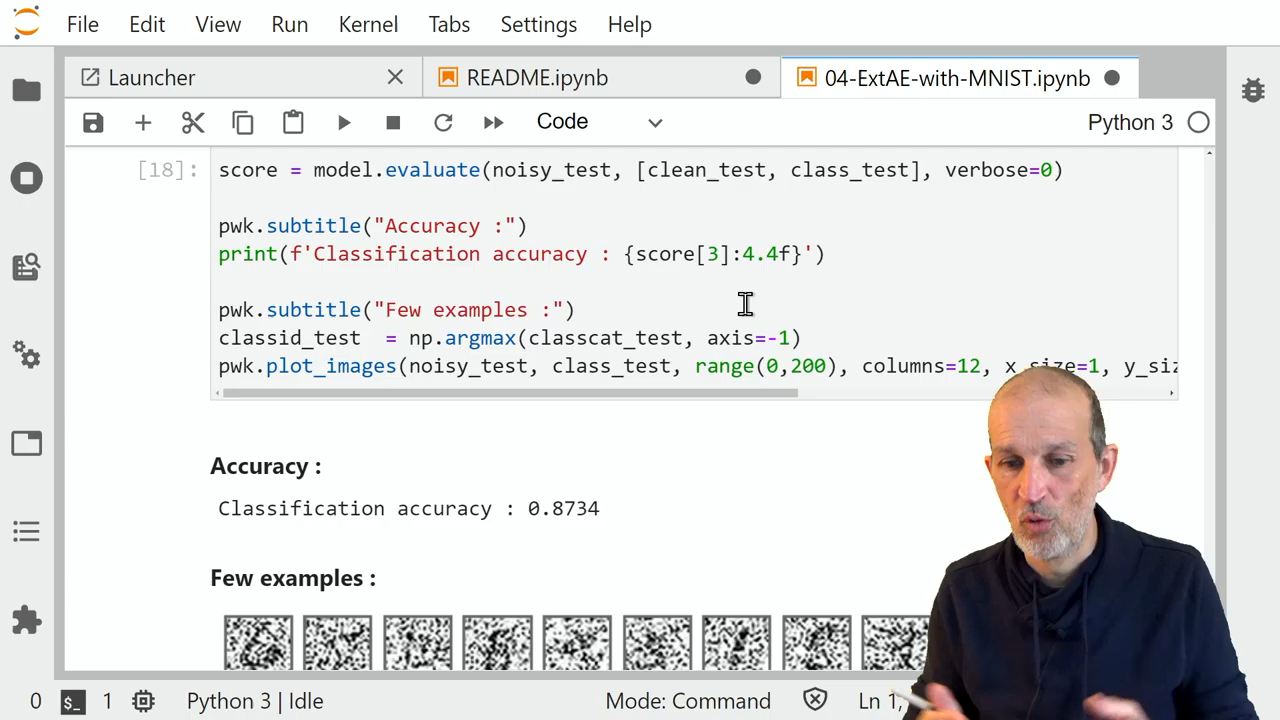 File Edit View Run Kernel Tabs Settings Help
Launcher README.ipynb 04-ExtAE-with-MNIST.ipynb
Code Python 3
[18]: score = model.evaluate(noisy_test, [clean_test, class_test], verbose=0)
pwk.subtitle("Accuracy :")
print(f'Classification accuracy : {score[3]:4.4f}')
pwk.subtitle("Few examples :")
classid_test  = np.argmax(classcat_test, axis=-1)
pwk.plot_images(noisy_test, class_test, range(0,200), columns=12, x_size=1, y_siz
Accuracy :
Classification accuracy : 0.8734
Few examples :
0 $_ 1 Python 3 | Idle Mode: Command Ln 1,